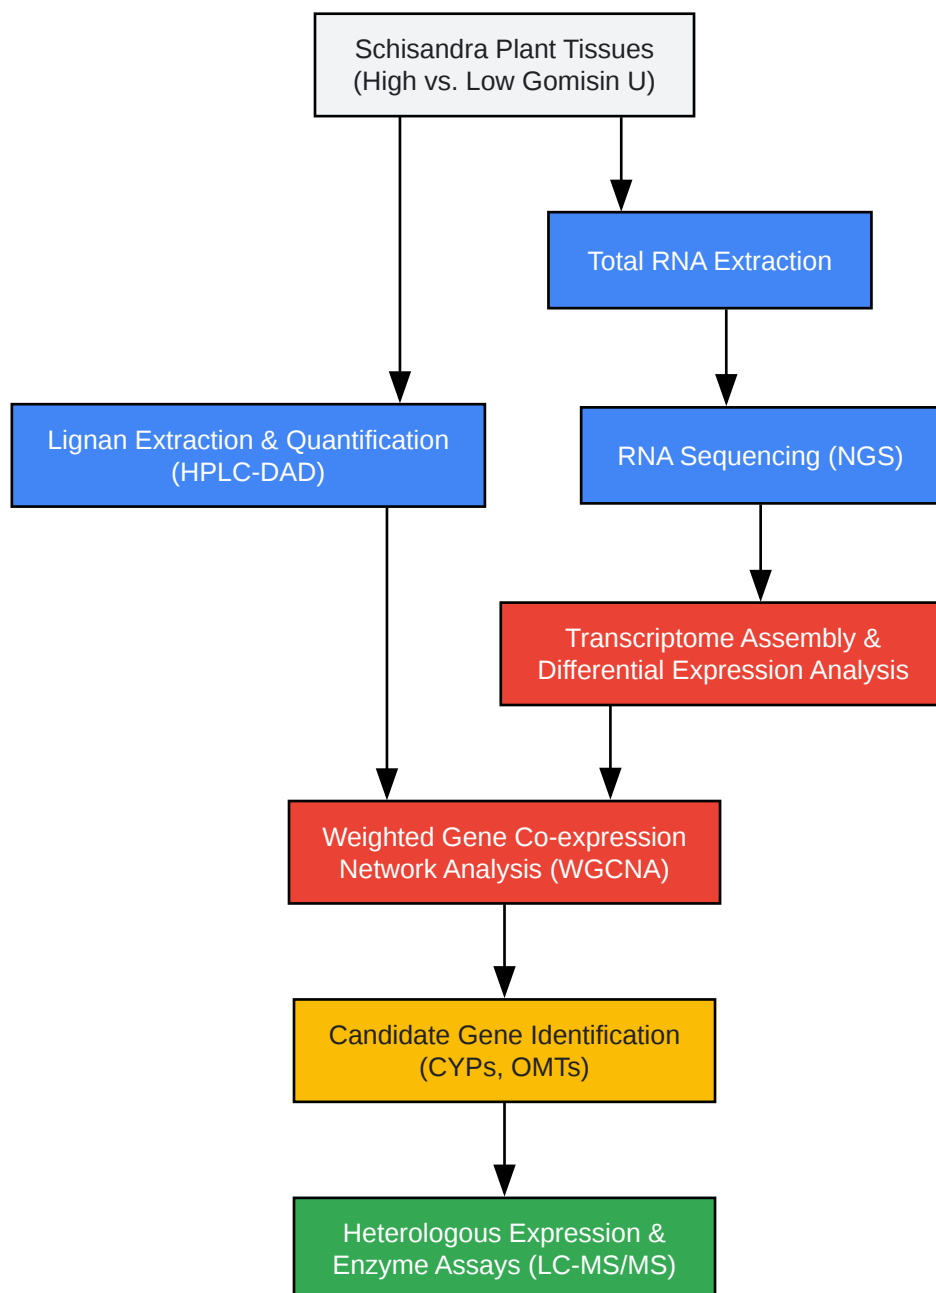 Schisandra Plant Tissues
(High vs. Low Gomisin U)
Total RNA Extraction
Lignan Extraction & Quantification
(HPLC-DAD)
RNA Sequencing (NGS)
Transcriptome Assembly &
Differential Expression Analysis
Weighted Gene Co-expression
Network Analysis (WGCNA)
Candidate Gene Identification
(CYPs, OMTs)
Heterologous Expression &
Enzyme Assays (LC-MS/MS)